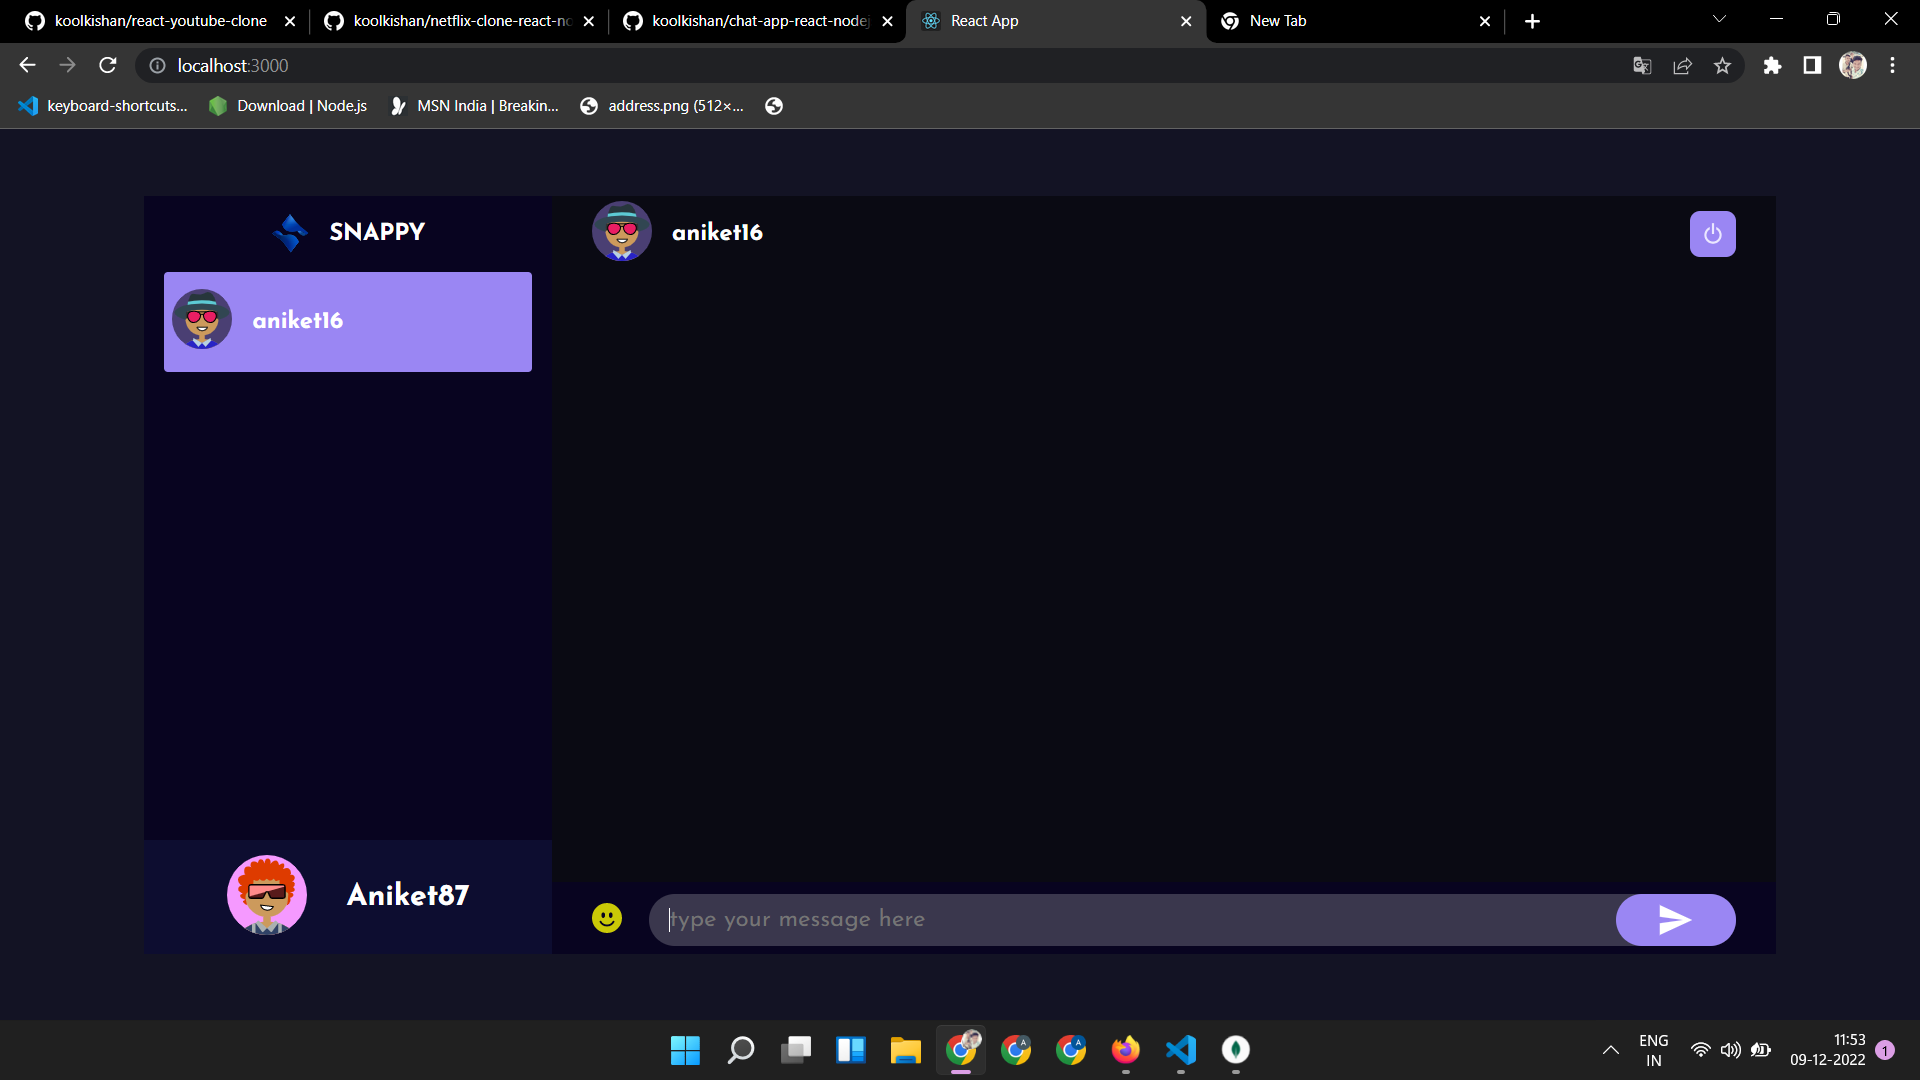 koolkishan/react-youtube-clone
koolkishan/netflix-clone-react-no
koolkishan/chat-app-react-nodej
React App
New Tab
localhost:3000
keyboard-shortcuts...
Download | Node.js
MSN India | Breakin...
address.png (512×...
SNAPPY
aniket16
aniket16
Aniket87
type your message here
A
A
ENG
IN
11:53
09-12-2022
1